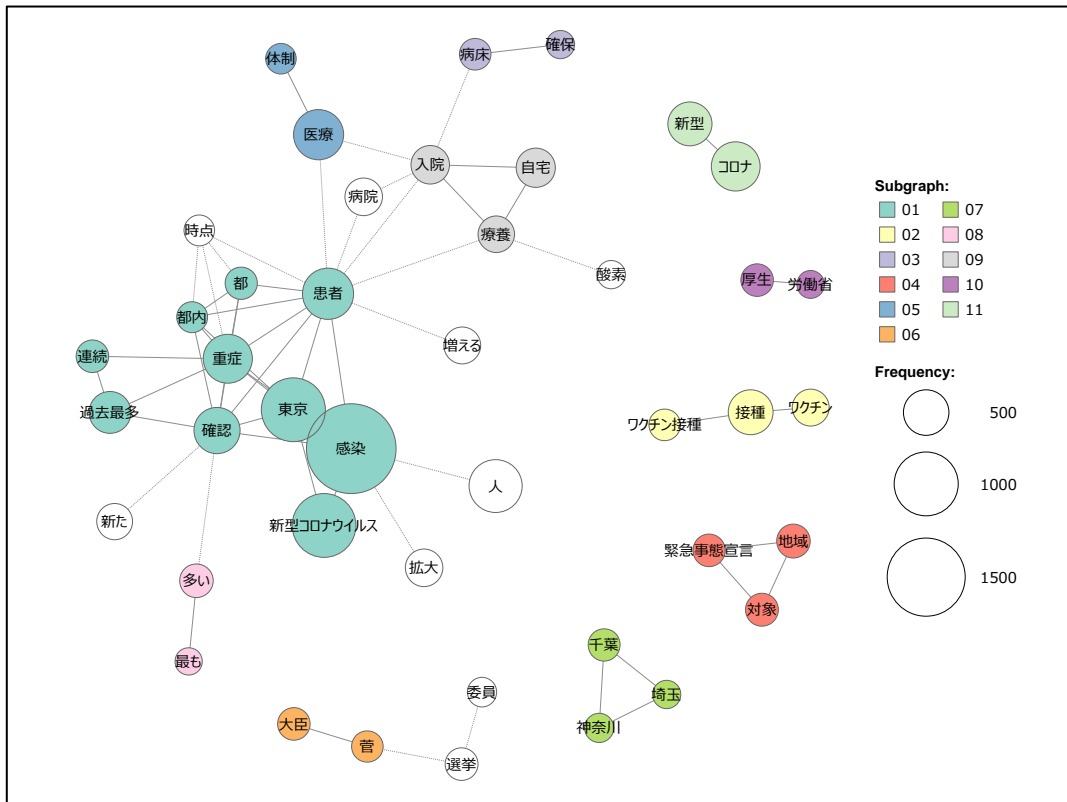 体制
病床
確保
医療
新型
コロナ
入院
自宅
病院
時点
療養
酸素
都
患者
厚生
労働省
都内
増える
連続
重症
過去最多
東京
確認
感染
ワクチン接種
接種
ワクチン
人
新た
新型コロナウイルス
拡大
緊急事態宣言
地域
対象
多い
最も
千葉
埼玉
神奈川
委員
大臣
菅
選挙
Subgraph:
01
02
03
04
05
06
07
08
09
10
11
Frequency:
500
1000
1500